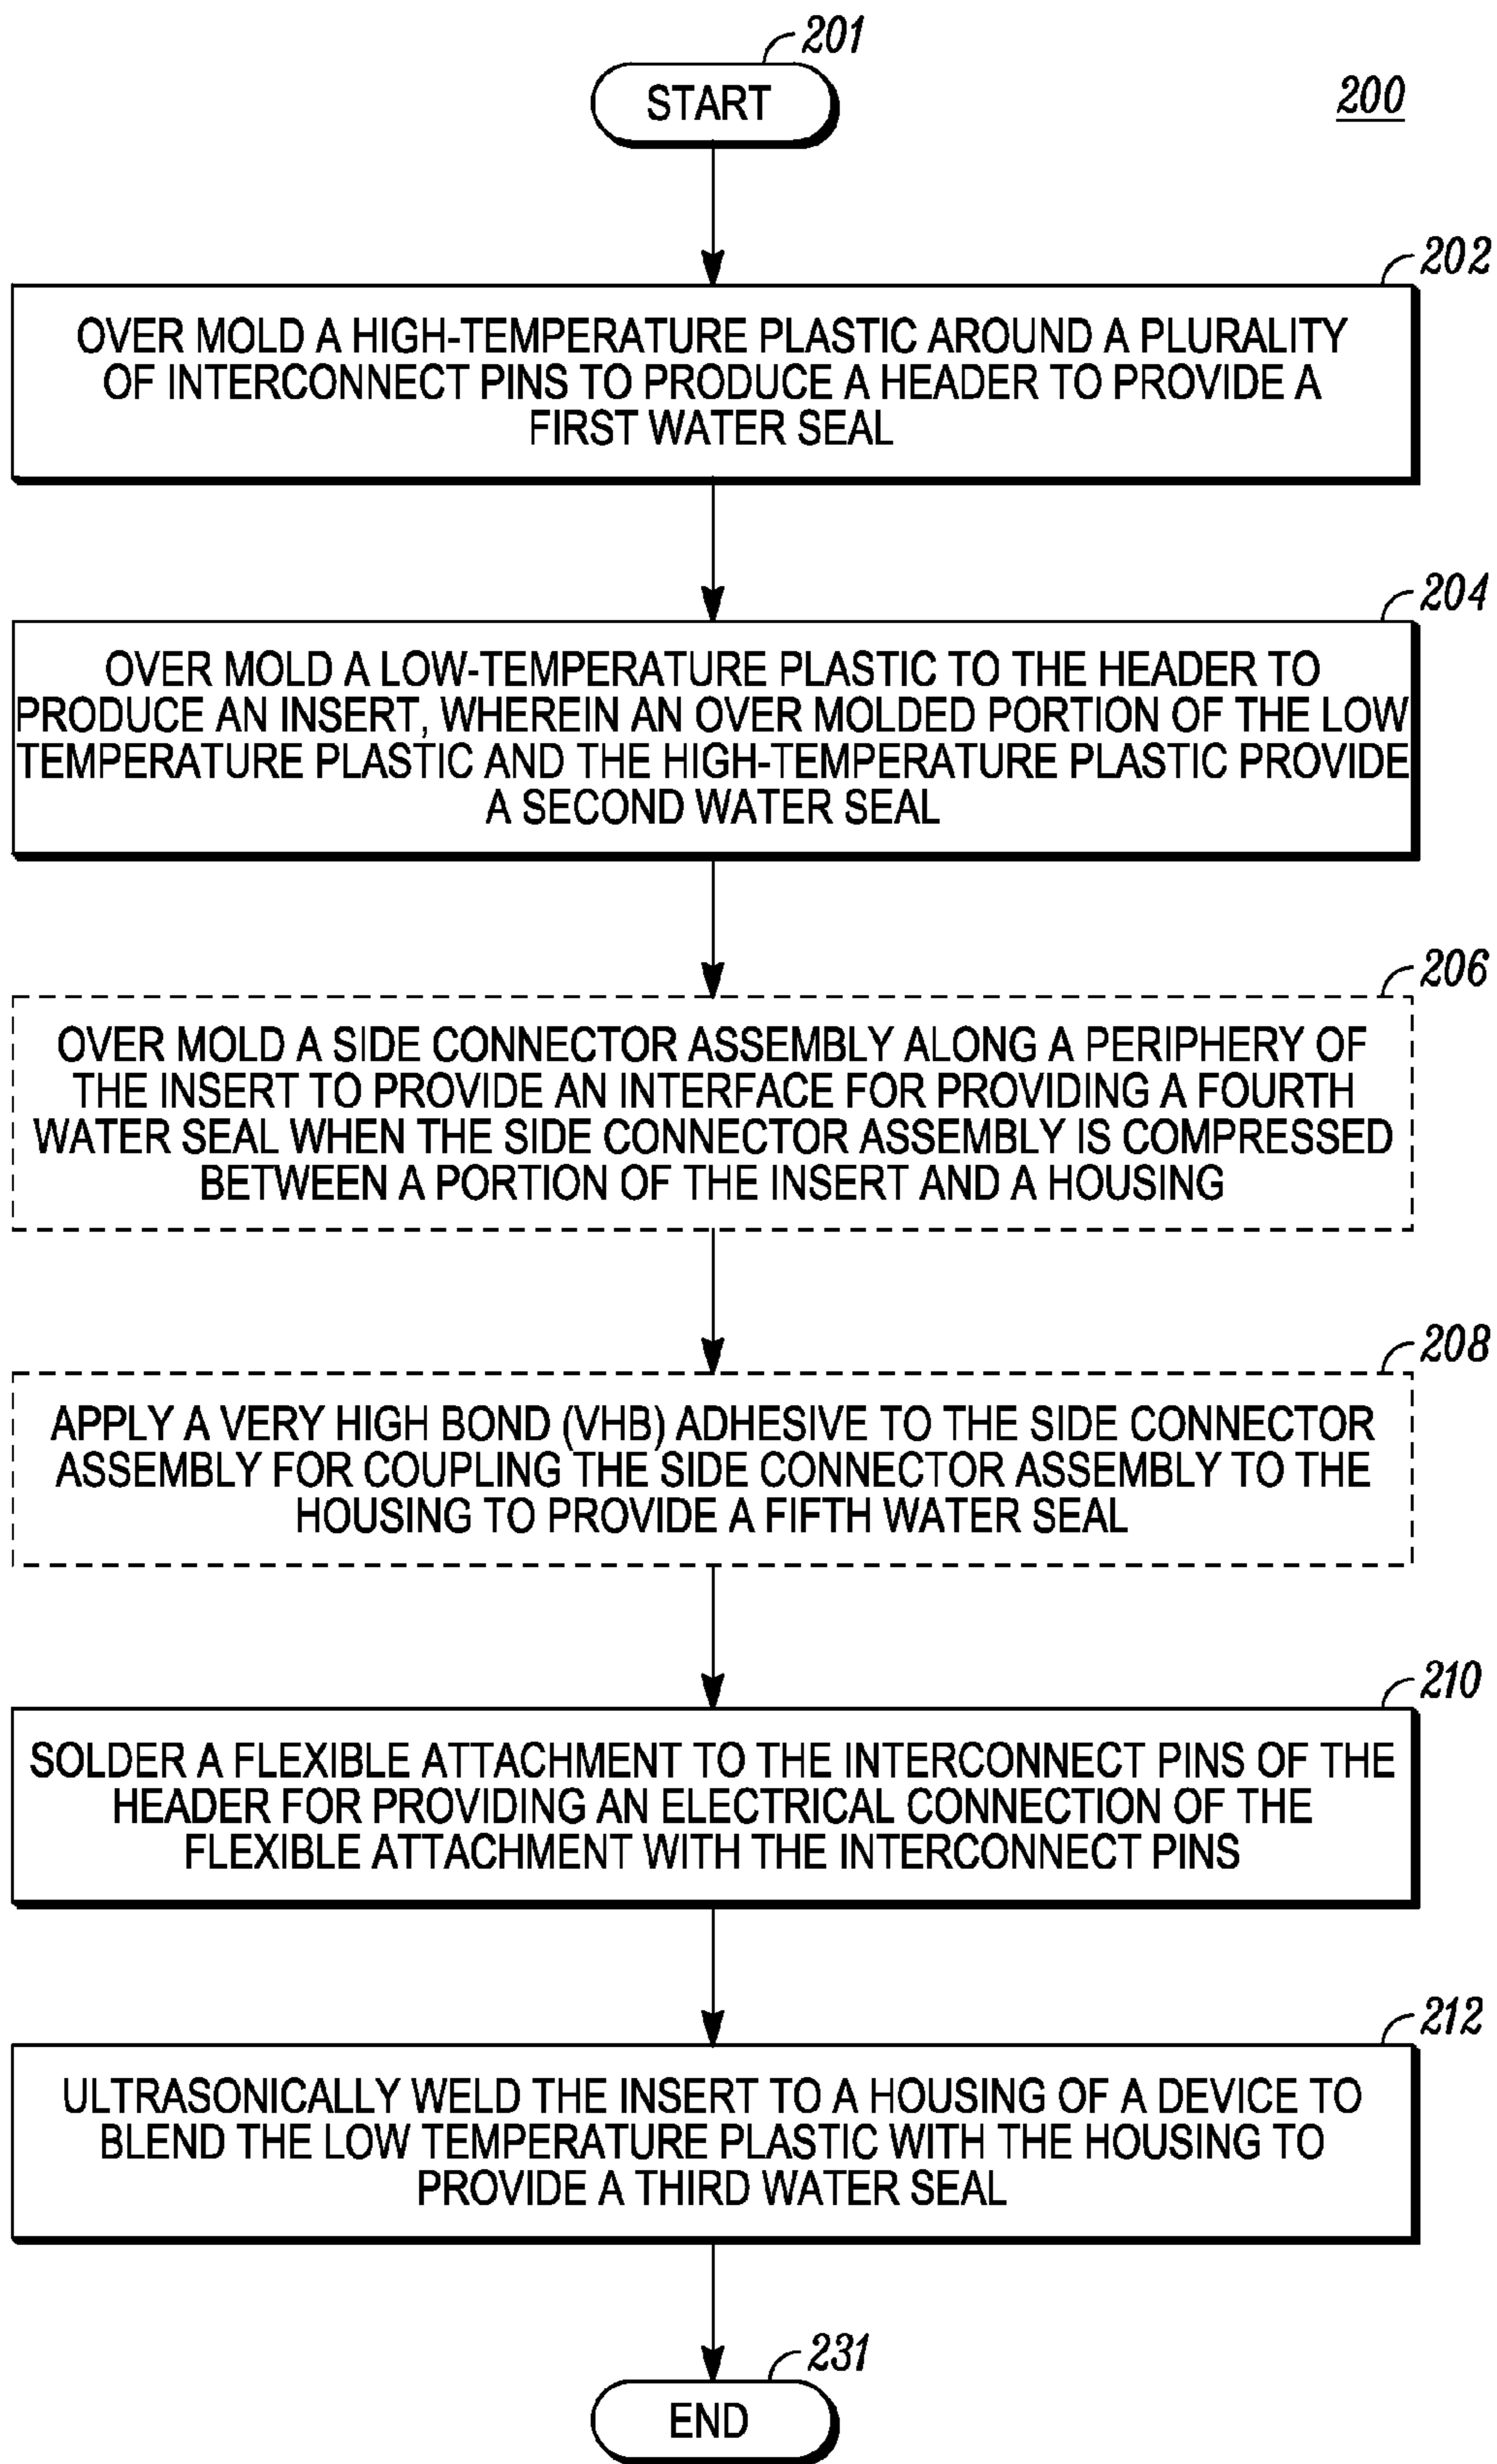 201
START
200
202
OVER MOLD A HIGH-TEMPERATURE PLASTIC AROUND A PLURALITY
OF INTERCONNECT PINS TO PRODUCE A HEADER TO PROVIDE A
FIRST WATER SEAL
204
OVER MOLD A LOW-TEMPERATURE PLASTIC TO THE HEADER TO
PRODUCE AN INSERT, WHEREIN AN OVER MOLDED PORTION OF THE LOW
TEMPERATURE PLASTIC AND THE HIGH-TEMPERATURE PLASTIC PROVIDE
A SECOND WATER SEAL
206
OVER MOLD A SIDE CONNECTOR ASSEMBLY ALONG A PERIPHERY OF
THE INSERT TO PROVIDE AN INTERFACE FOR PROVIDING A FOURTH
WATER SEAL WHEN THE SIDE CONNECTOR ASSEMBLY IS COMPRESSED
BETWEEN A PORTION OF THE INSERT AND A HOUSING
208
APPLY A VERY HIGH BOND (VHB) ADHESIVE TO THE SIDE CONNECTOR
ASSEMBLY FOR COUPLING THE SIDE CONNECTOR ASSEMBLY TO THE
HOUSING TO PROVIDE A FIFTH WATER SEAL
210
SOLDER A FLEXIBLE ATTACHMENT TO THE INTERCONNECT PINS OF THE
HEADER FOR PROVIDING AN ELECTRICAL CONNECTION OF THE
FLEXIBLE ATTACHMENT WITH THE INTERCONNECT PINS
212
ULTRASONICALLY WELD THE INSERT TO A HOUSING OF A DEVICE TO
BLEND THE LOW TEMPERATURE PLASTIC WITH THE HOUSING TO
PROVIDE A THIRD WATER SEAL
231
END